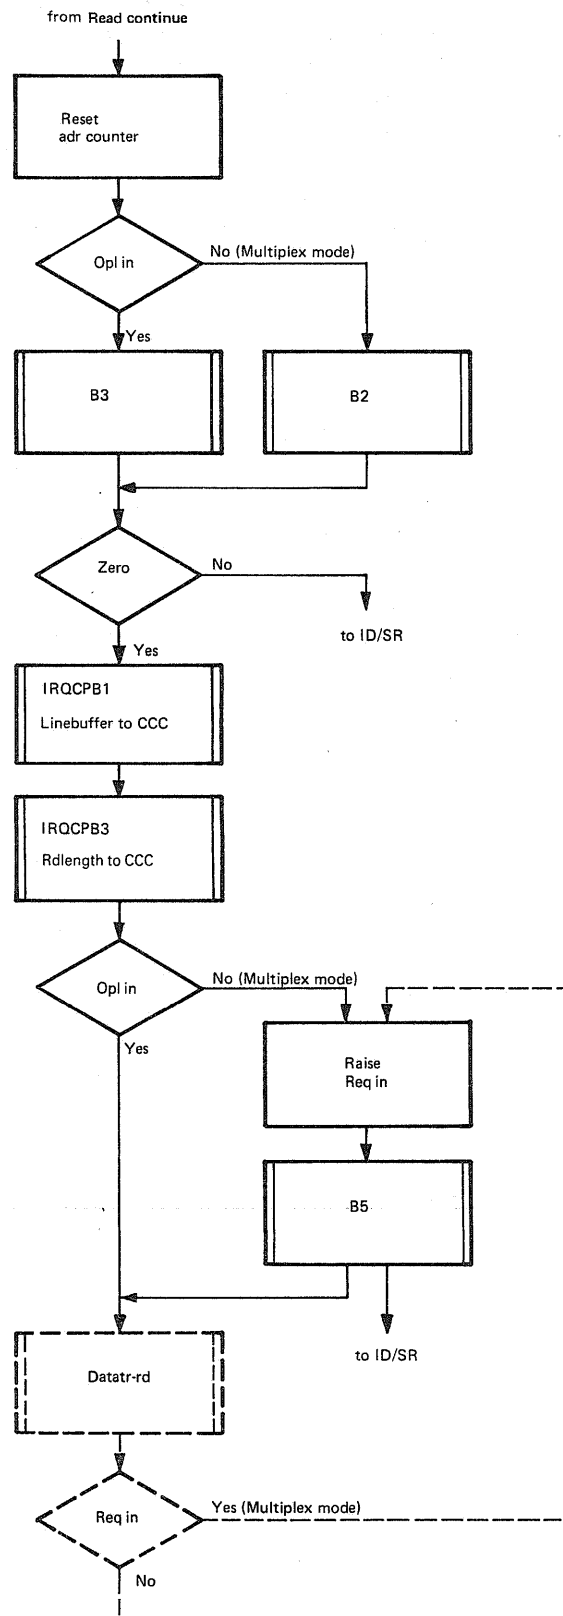 from Read continue
Reset
adr counter
Opl in
No (Multiplex mode)
Yes
B3
B2
Zero
No
to ID/SR
Yes
IRQCPB1
Linebuffer to CCC
IRQCPB3
Rdlength to CCC
Opl in
No (Multiplex mode)
Yes
Raise
Req in
B5
to ID/SR
Datatr-rd
Req in
Yes (Multiplex mode)
No